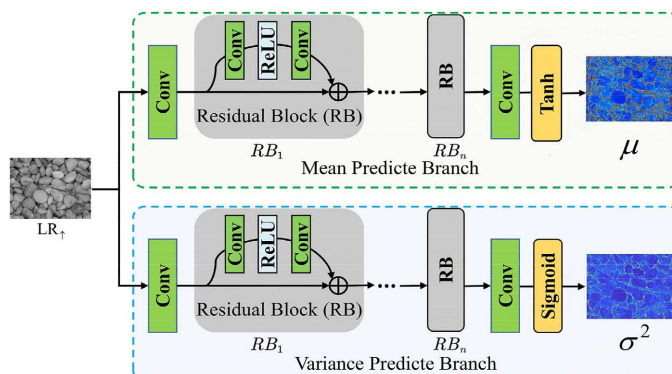 Conv
Conv
ReLU
Conv
Residual Block (RB)
RB₁
...
RB
RBₙ
Conv
Tanh
μ
Mean Predicte Branch
LR↑
Conv
Conv
ReLU
Conv
Residual Block (RB)
RB₁
...
RB
RBₙ
Conv
Sigmoid
σ²
Variance Predicte Branch